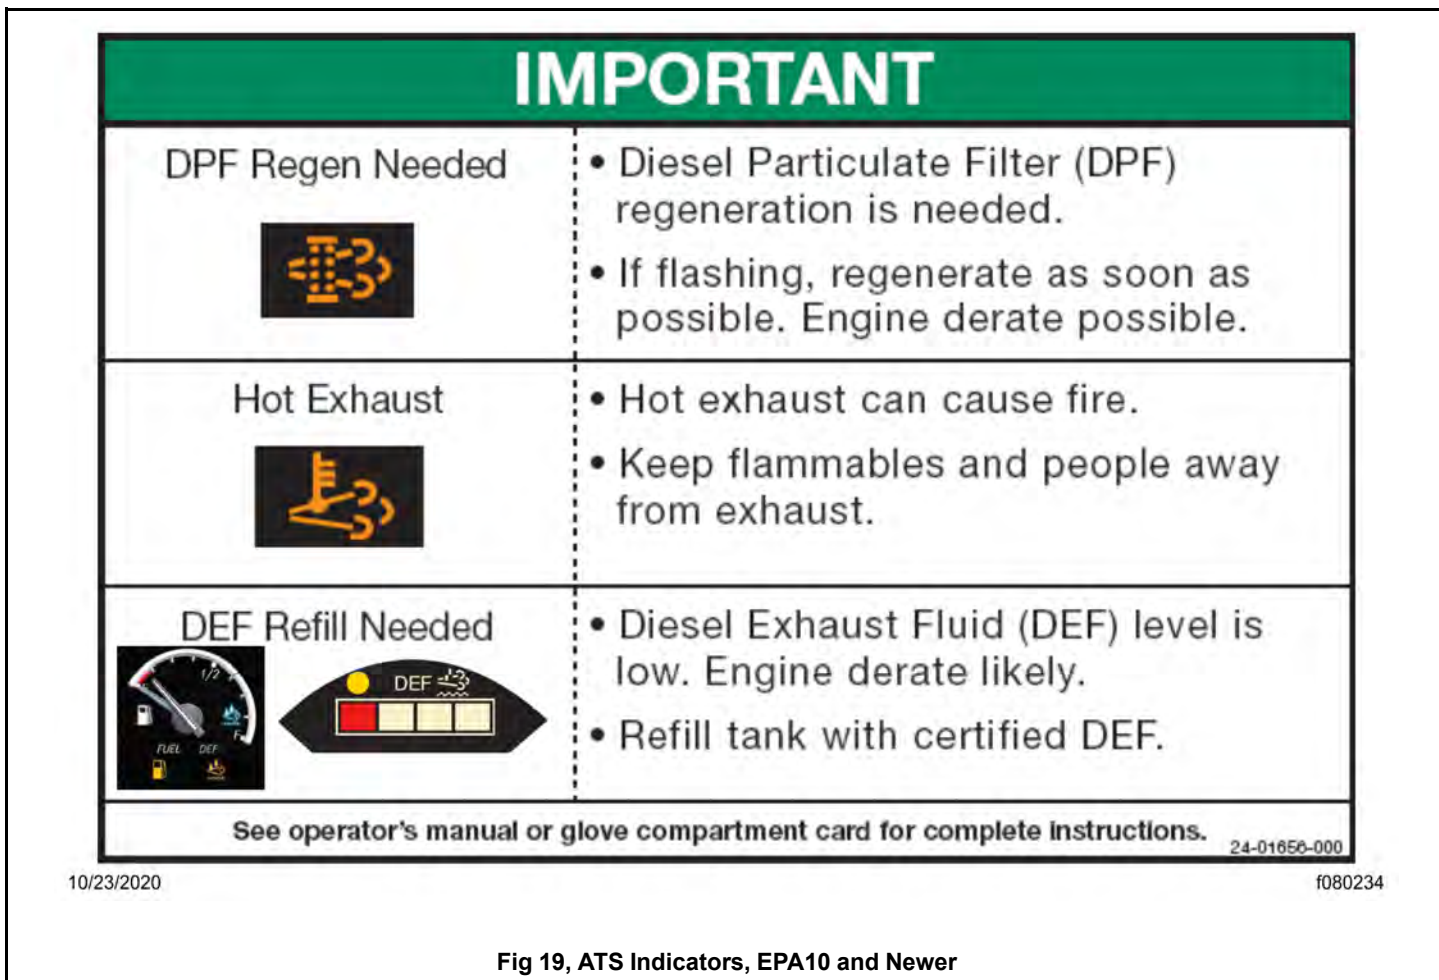 IMPORTANT
DPF Regen Needed
• Diesel Particulate Filter (DPF)
regeneration is needed.
• If flashing, regenerate as soon as
possible. Engine derate possible.
Hot Exhaust
• Hot exhaust can cause fire.
• Keep flammables and people away
from exhaust.
DEF Refill Needed
1/2
F
FUEL DEF
DEF
• Diesel Exhaust Fluid (DEF) level is
low. Engine derate likely.
• Refill tank with certified DEF.
See operator's manual or glove compartment card for complete instructions.
24-01656-000
10/23/2020
f080234
Fig 19, ATS Indicators, EPA10 and Newer